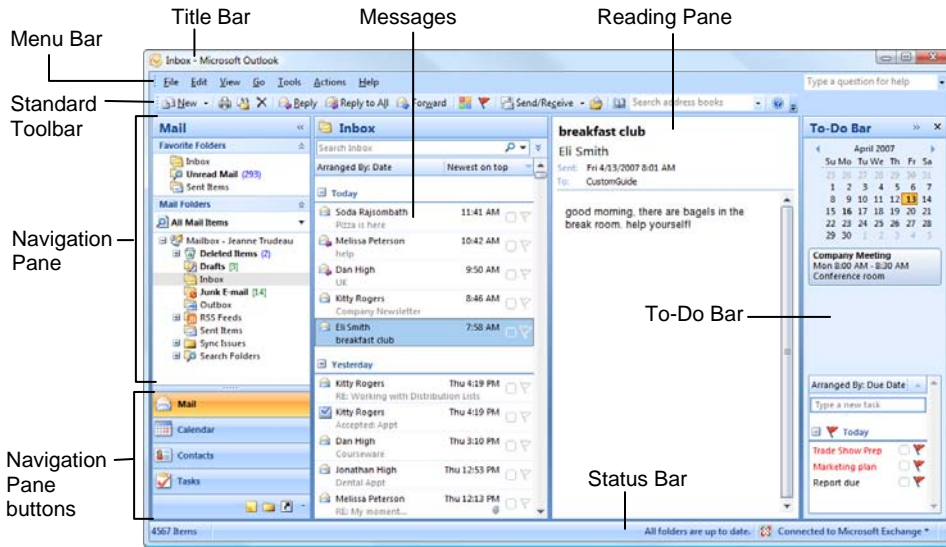 Title Bar
Messages
Reading Pane
Menu Bar
Standard
Toolbar
Navigation
Pane
Navigation
Pane
buttons
To-Do Bar
Status Bar
Inbox - Microsoft Outlook
File Edit View Go Tools Actions Help
Type a question for help
New Reply Reply to All Forward Send/Receive Search address books
Mail
Favorite Folders
Inbox
Unread Mail (293)
Sent Items
Mail Folders
All Mail Items
Mailbox - Jeanne Trudeau
Deleted Items (2)
Drafts [3]
Inbox
Junk E-mail [14]
Outbox
RSS Feeds
Sent Items
Sync Issues
Search Folders
Mail
Calendar
Contacts
Tasks
Inbox
Search Inbox
Arranged By: Date Newest on top
Today
Soda Rajsombath 11:41 AM
Pizza is here
Melissa Peterson 10:42 AM
help
Dan High 9:50 AM
UK
Kitty Rogers 8:46 AM
Company Newsletter
Eli Smith 7:58 AM
breakfast club
Yesterday
Kitty Rogers Thu 4:19 PM
RE: Working with Distribution Lists
Kitty Rogers Thu 4:19 PM
Accepted: Appt
Dan High Thu 3:10 PM
Courseware
Jonathan High Thu 12:53 PM
Dental Appt
Melissa Peterson Thu 12:13 PM
RE: My moment...
breakfast club
Eli Smith
Sent: Fri 4/13/2007 8:01 AM
To: CustomGuide
good morning. there are bagels in the
break room. help yourself!
To-Do Bar
April 2007
Su Mo Tu We Th Fr Sa
25 26 27 28 29 30 31
1 2 3 4 5 6 7
8 9 10 11 12 13 14
15 16 17 18 19 20 21
22 23 24 25 26 27 28
29 30 1 2 3 4 5
Company Meeting
Mon 8:00 AM - 8:30 AM
Conference room
Arranged By: Due Date
Type a new task
Today
Trade Show Prep
Marketing plan
Report due
4567 Items
All folders are up to date. Connected to Microsoft Exchange